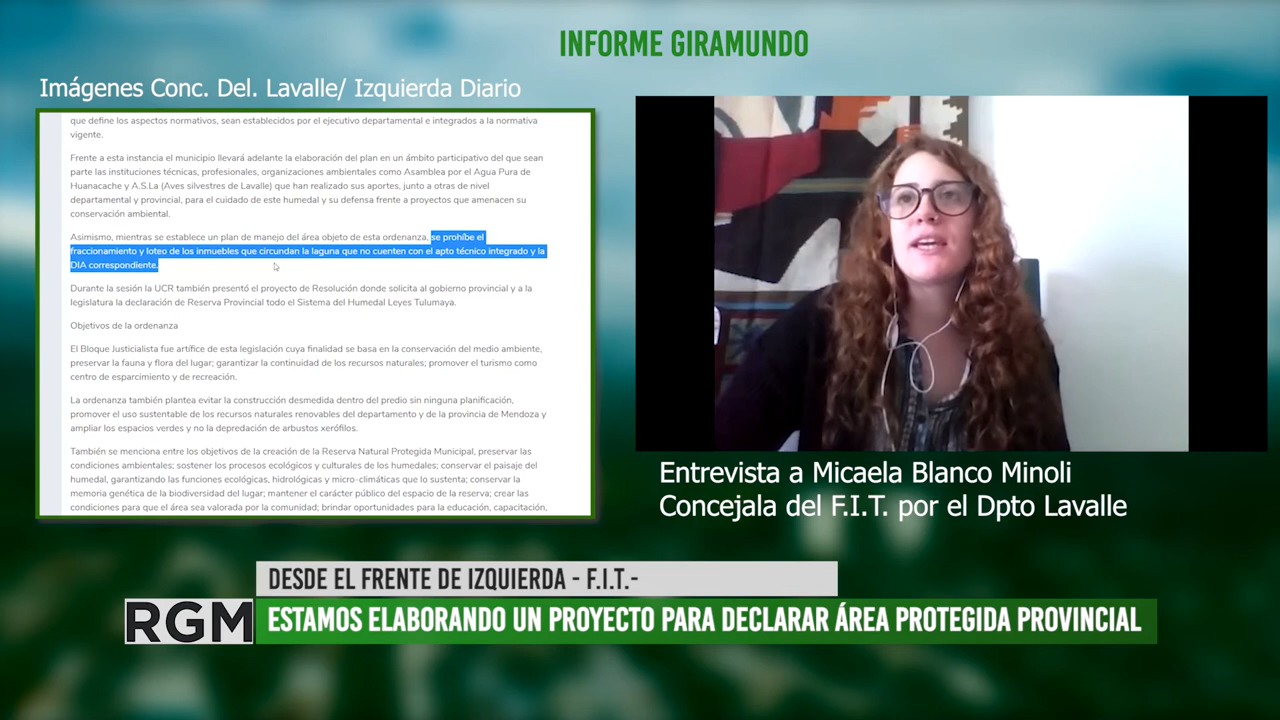 INFORME GIRAMUNDO
Imágenes Conc. Del. Lavalle/ Izquierda Diario
que define los aspectos normativos, sean establecidos por el ejecutivo departamental e integrados a la normativa
vigente.
Frente a esta instancia el municipio llevará adelante la elaboración del plan en un ámbito participativo del que sean
parte las instituciones técnicas, profesionales, organizaciones ambientales como Asamblea por el Agua Pura de
Huanacache y A.S.La (Aves silvestres de Lavalle) que han realizado sus aportes, junto a otras de nivel
departamental y provincial, para el cuidado de este humedal y su defensa frente a proyectos que amenacen su
conservación ambiental.
Asimismo, mientras se establece un plan de manejo del área objeto de esta ordenanza, se prohíbe el
fraccionamiento y loteo de los inmuebles que circundan la laguna que no cuenten con el apto técnico integrado y la
DIA correspondiente.
Durante la sesión la UCR también presentó el proyecto de Resolución donde solicita al gobierno provincial y a la
legislatura la declaración de Reserva Provincial todo el Sistema del Humedal Leyes Tulumaya.
Objetivos de la ordenanza
El Bloque Justicialista fue artífice de esta legislación cuya finalidad se basa en la conservación del medio ambiente,
preservar la fauna y flora del lugar; garantizar la continuidad de los recursos naturales; promover el turismo como
centro de esparcimiento y de recreación.
La ordenanza también plantea evitar la construcción desmedida dentro del predio sin ninguna planificación,
promover el uso sustentable de los recursos naturales renovables del departamento y de la provincia de Mendoza y
ampliar los espacios verdes y no la depredación de arbustos xerófilos.
También se menciona entre los objetivos de la creación de la Reserva Natural Protegida Municipal, preservar las
condiciones ambientales; sostener los procesos ecológicos y culturales de los humedales; conservar el paisaje del
humedal, garantizando las funciones ecológicas, hidrológicas y micro-climáticas que lo sustenta; conservar la
memoria genética de la biodiversidad del lugar; mantener el carácter público del espacio de la reserva; crear las
condiciones para que el área sea valorada por la comunidad; brindar oportunidades para la educación, capacitación,
Entrevista a Micaela Blanco Minoli
Concejala del F.I.T. por el Dpto Lavalle
DESDE EL FRENTE DE IZQUIERDA - F.I.T.-
RGM
ESTAMOS ELABORANDO UN PROYECTO PARA DECLARAR ÁREA PROTEGIDA PROVINCIAL